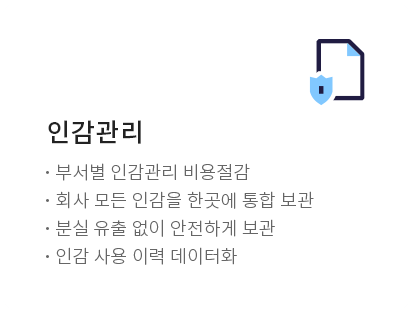 인감관리
· 부서별 인감관리 비용절감
· 회사 모든 인감을 한곳에 통합 보관
· 분실 유출 없이 안전하게 보관
· 인감 사용 이력 데이터화